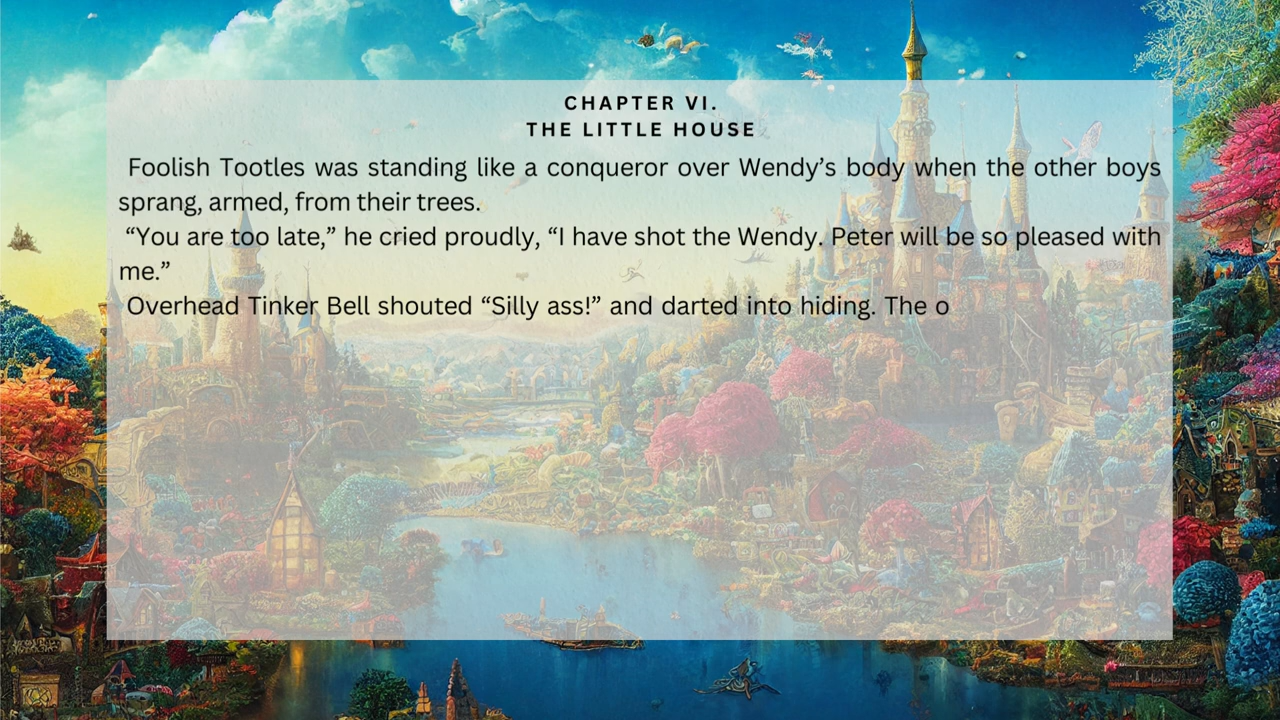 CHAPTER VI.
THE LITTLE HOUSE
Foolish Tootles was standing like a conqueror over Wendy’s body when the other boys
sprang, armed, from their trees.
“You are too late,” he cried proudly, “I have shot the Wendy. Peter will be so pleased with
me.”
Overhead Tinker Bell shouted “Silly ass!” and darted into hiding. The o